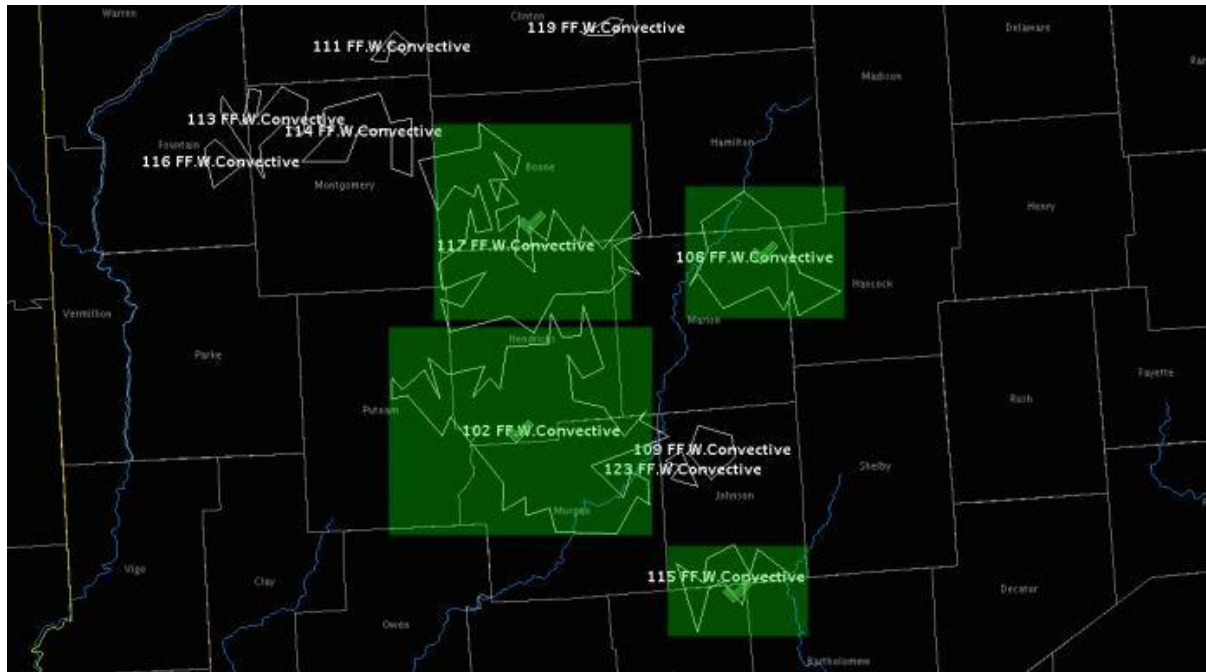 Warren
Clinton
119 FF.W.Convective
Delaware
111 FF.W.Convective
Ran
Madison
113 FF.W.Convective
114 FF.W.Convective
Fountain
Hamilton
116 FF.W.Convective
Boone
Montgomery
Henry
117 FF.W.Convective
106 FF.W.Convective
Hancock
Vermillion
Marion
Hendricks
Parke
Fayette
Putnam
Rush
102 FF.W.Convective
109 FF.W.Convective
123 FF.W.Convective
Shelby
Johnson
Morgan
Vigo
Clay
115 FF.W.Convective
Decatur
Owen
Bartholomew